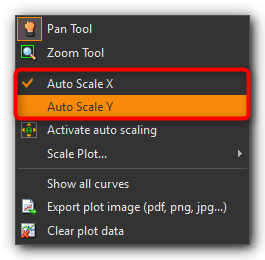 Pan Tool
Zoom Tool
Auto Scale X
Auto Scale Y
Activate auto scaling
Scale Plot...
Show all curves
Export plot image (pdf, png, jpg...)
Clear plot data